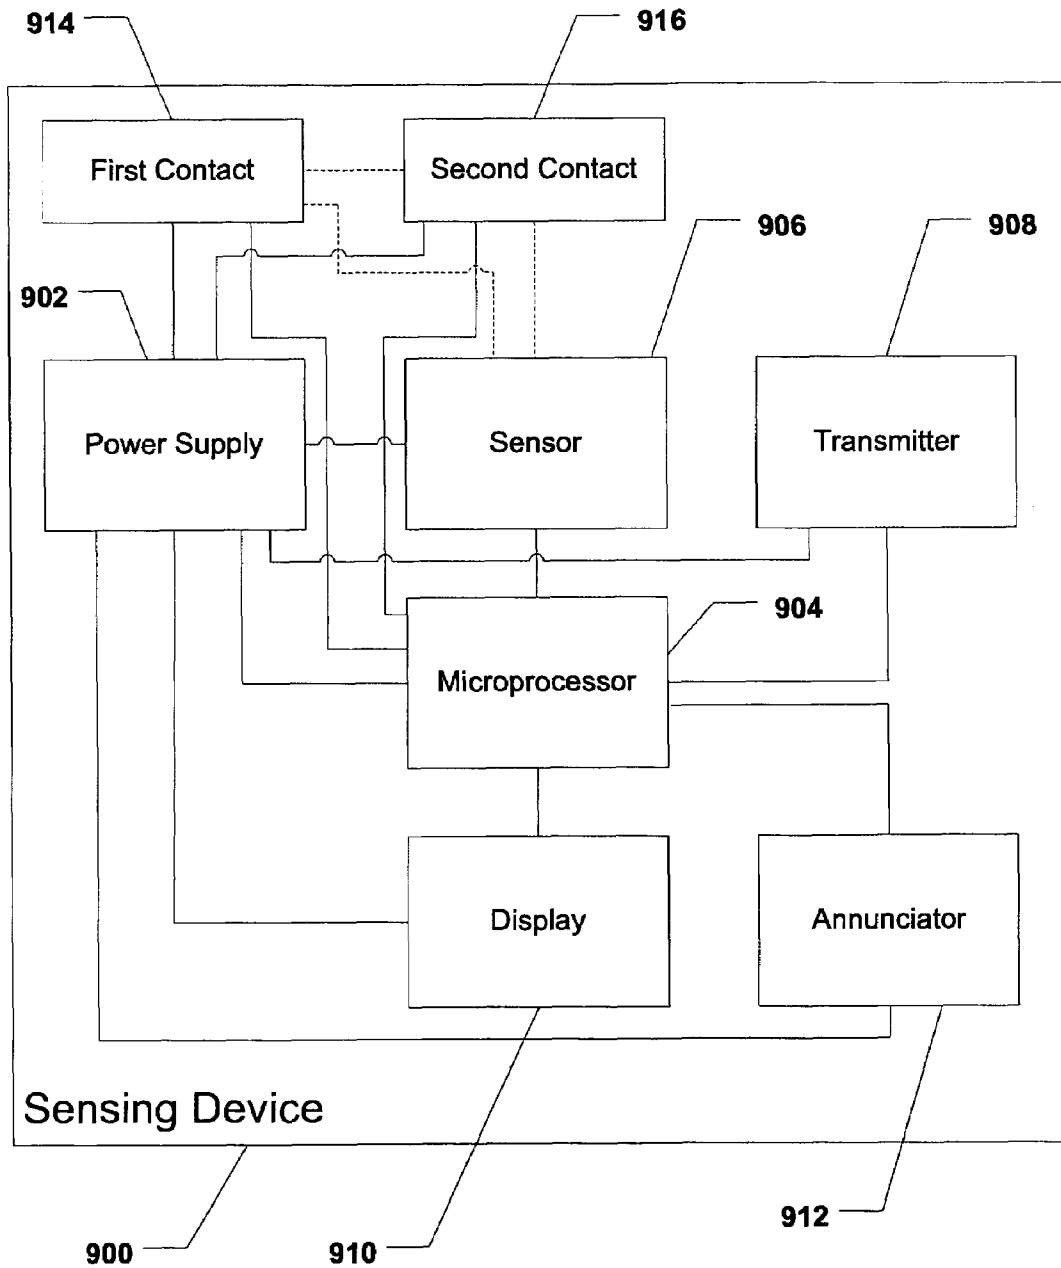 914
916
First Contact
Second Contact
906
908
902
Power Supply
Sensor
Transmitter
904
Microprocessor
Display
Annunciator
Sensing Device
912
900
910